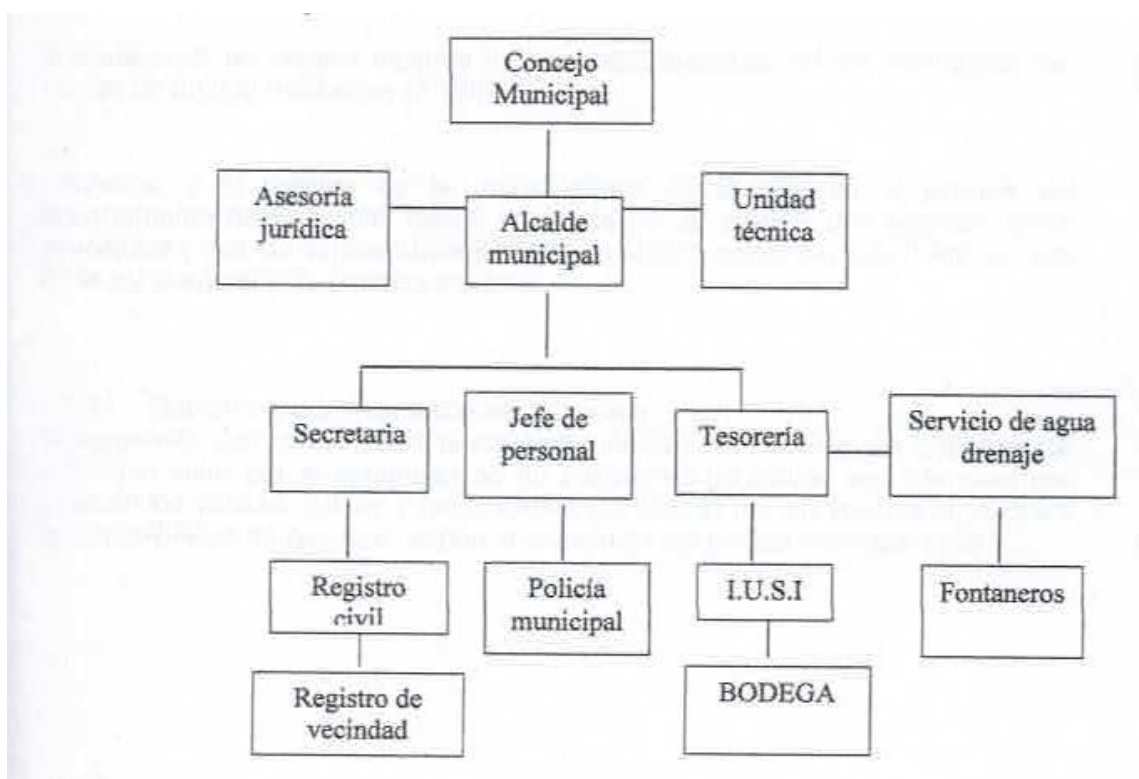 Concejo
Municipal
Asesoría
jurídica
Alcalde
municipal
Unidad
técnica
Secretaria
Jefe de
personal
Tesorería
Servicio de agua
drenaje
Registro
civil
Policía
municipal
I.U.S.I
Fontaneros
Registro de
vecindad
BODEGA